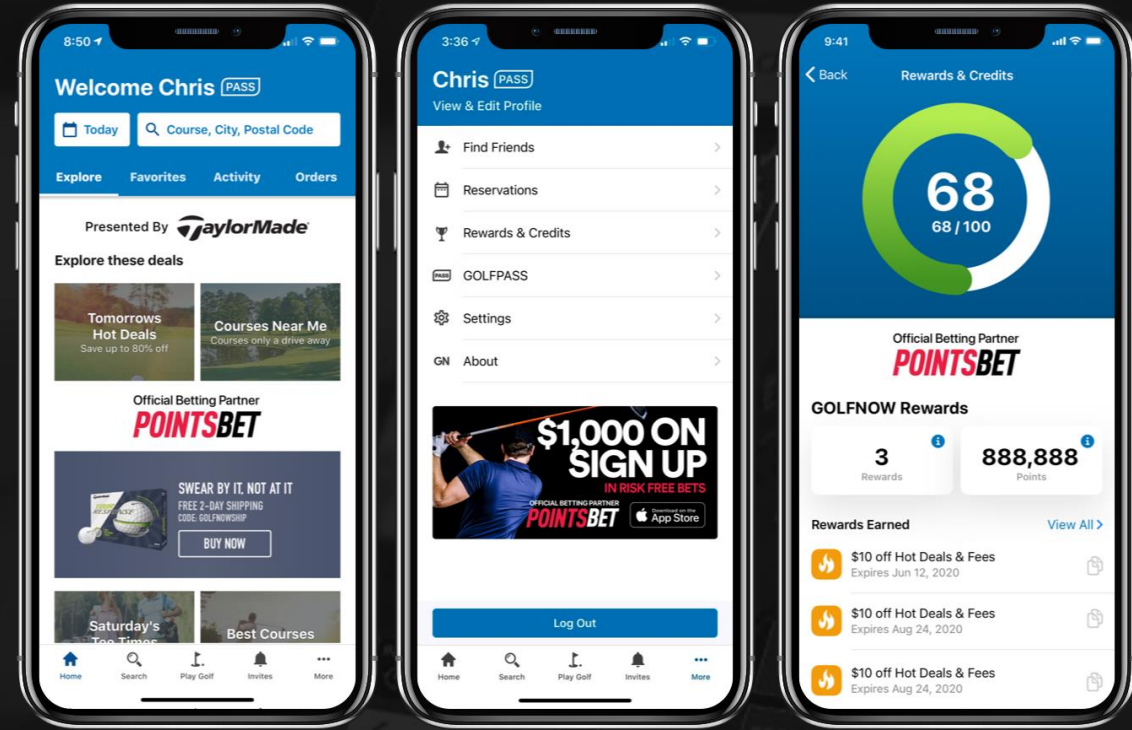 8:50
Welcome Chris PASS
Today
Course, City, Postal Code
Explore Favorites Activity Orders
Presented By TaylorMade
Explore these deals
Tomorrows
Hot Deals
Save up to 80% off
Courses Near Me
Courses only a drive away
Official Betting Partner
POINTSBET
SWEAR BY IT, NOT AT IT
FREE 2-DAY SHIPPING
CODE: GOLFNOWSHIP
BUY NOW
Saturday's
Tee Times
Best Courses
Home Search Play Golf Invites More
3:36
Chris PASS
View & Edit Profile
Find Friends
Reservations
Rewards & Credits
PASS GOLFPASS
Settings
GN About
$1,000 ON
SIGN UP
IN RISK FREE BETS
OFFICIAL BETTING PARTNER
POINTSBET
Download on the
App Store
Log Out
Home Search Play Golf Invites More
9:41
Back Rewards & Credits
68
68 / 100
Official Betting Partner
POINTSBET
GOLFNOW Rewards
3
Rewards
888,888
Points
Rewards Earned View All
$10 off Hot Deals & Fees
Expires Jun 12, 2020
$10 off Hot Deals & Fees
Expires Aug 24, 2020
$10 off Hot Deals & Fees
Expires Aug 24, 2020